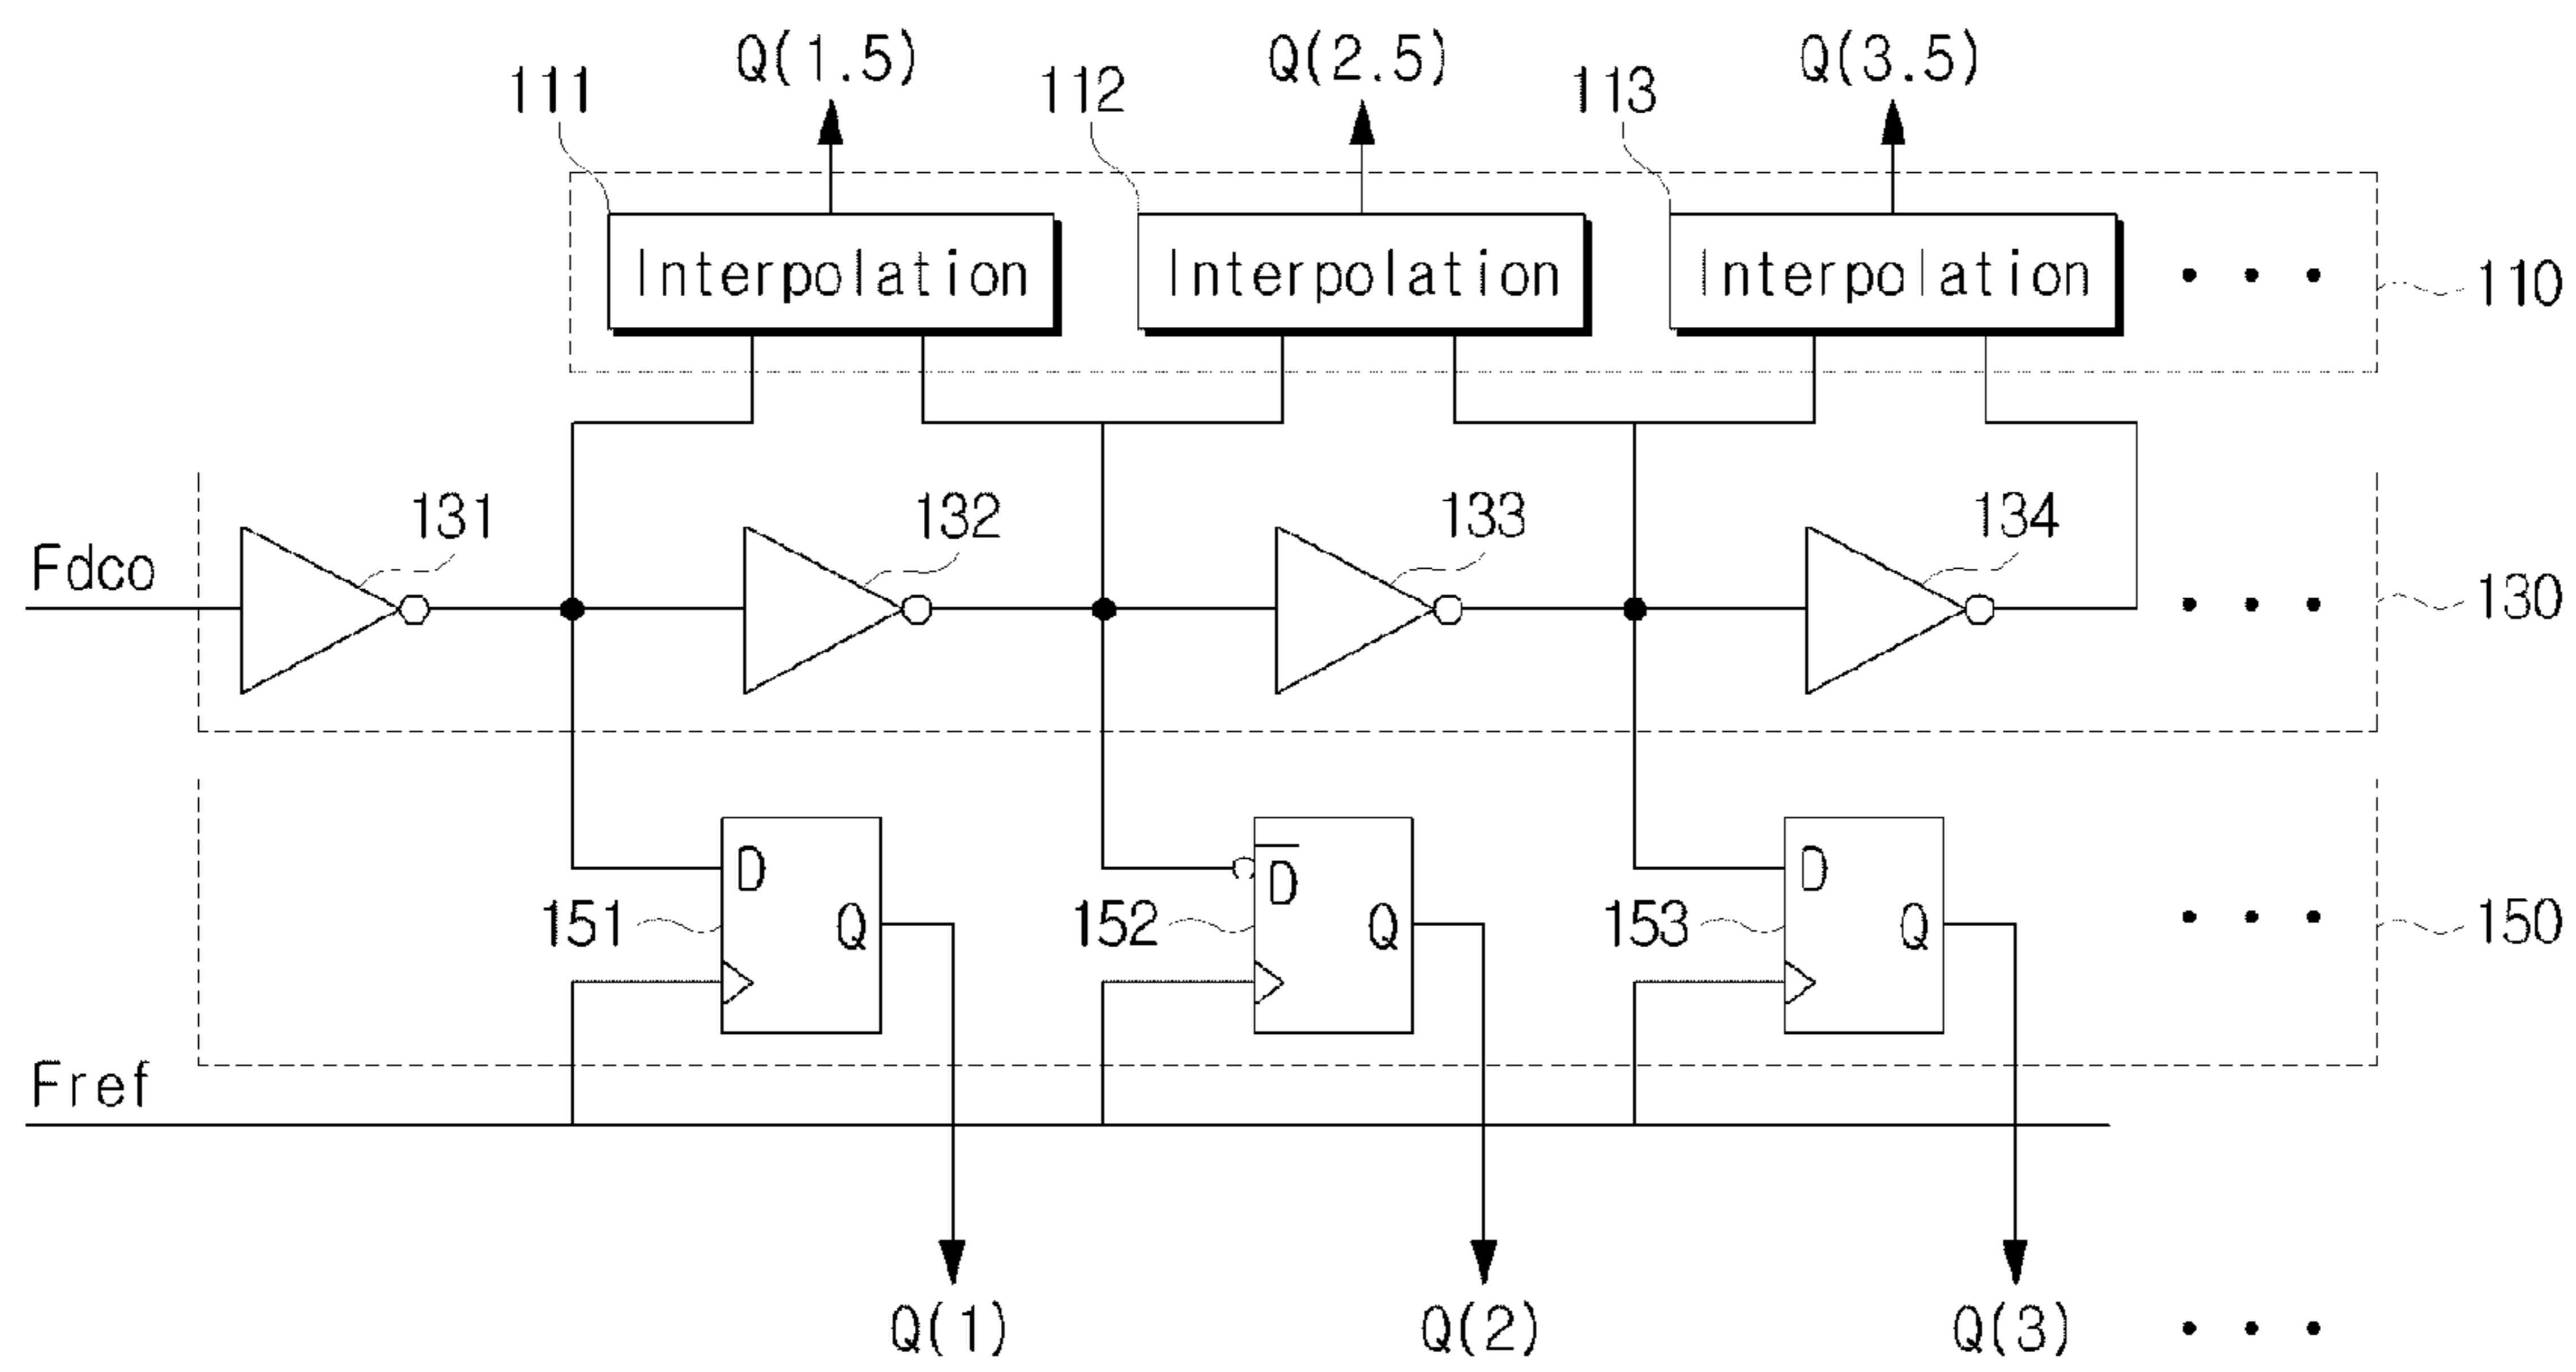 Q(1.5) Q(2.5) Q(3.5)
111 112 113
Interpolation Interpolation Interpolation • • • 110
131 132 133 134
Fdco • • • 130
D D̅ D
151 Q 152 Q 153 Q • • • 150
Fref
Q(1) Q(2) Q(3) • • •